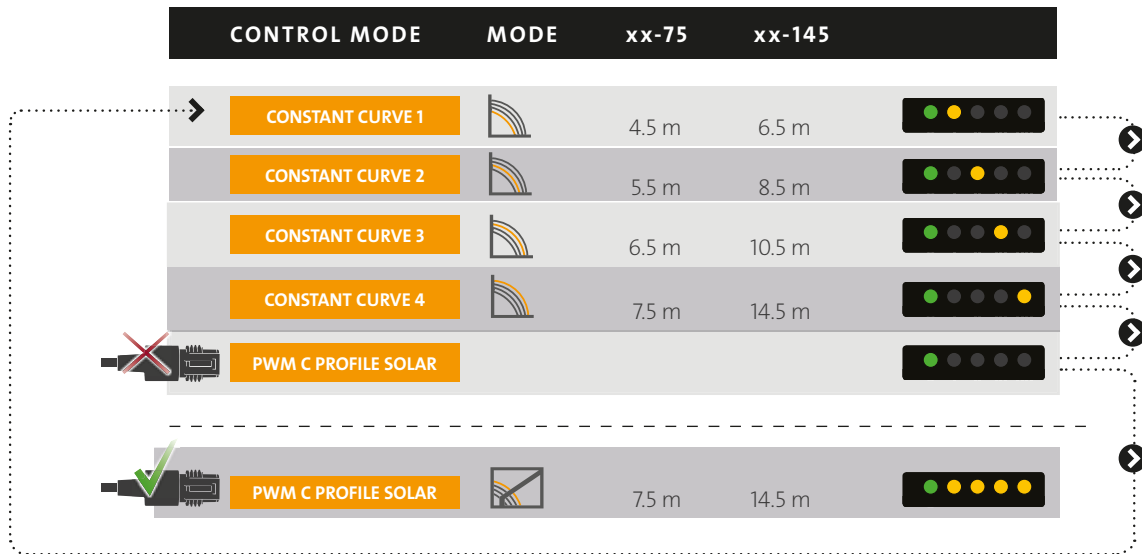 CONTROL MODE MODE xx-75 xx-145
CONSTANT CURVE 1 4.5 m 6.5 m
CONSTANT CURVE 2 5.5 m 8.5 m
CONSTANT CURVE 3 6.5 m 10.5 m
CONSTANT CURVE 4 7.5 m 14.5 m
PWM C PROFILE SOLAR
PWM C PROFILE SOLAR 7.5 m 14.5 m